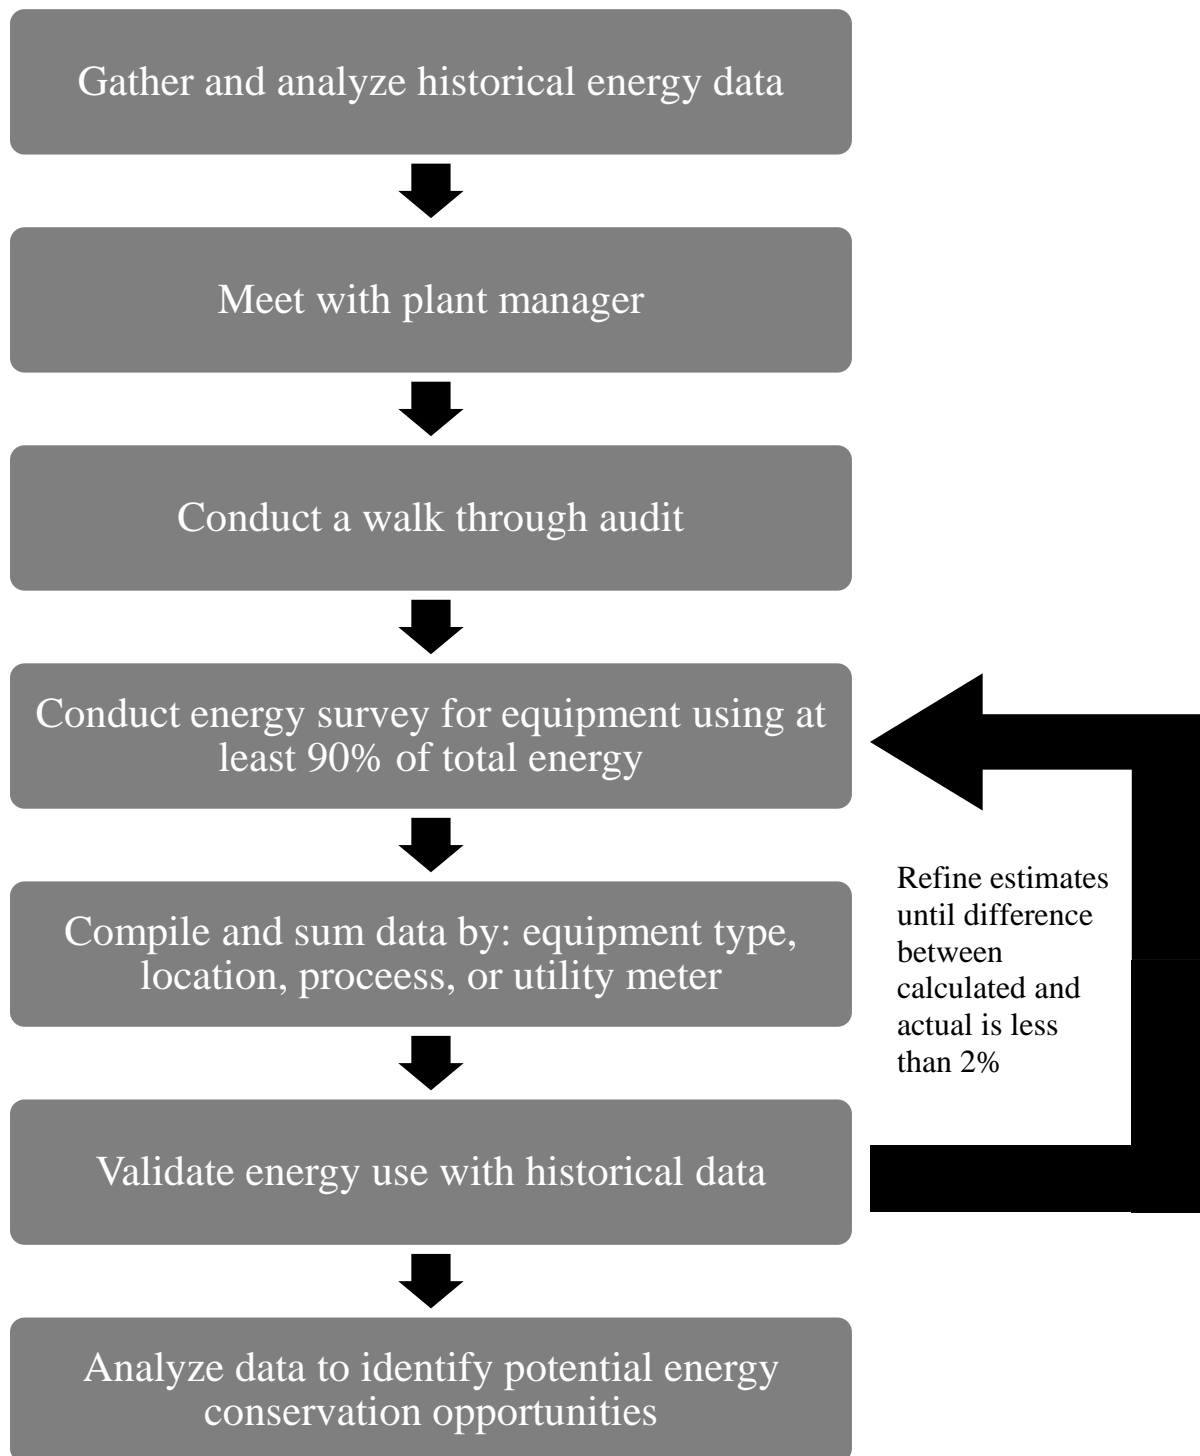 Gather and analyze historical energy data
Meet with plant manager
Conduct a walk through audit
Conduct energy survey for equipment using at
least 90% of total energy
Refine estimates
until difference
between
calculated and
actual is less
than 2%
Compile and sum data by: equipment type,
location, proceess, or utility meter
Validate energy use with historical data
Analyze data to identify potential energy
conservation opportunities